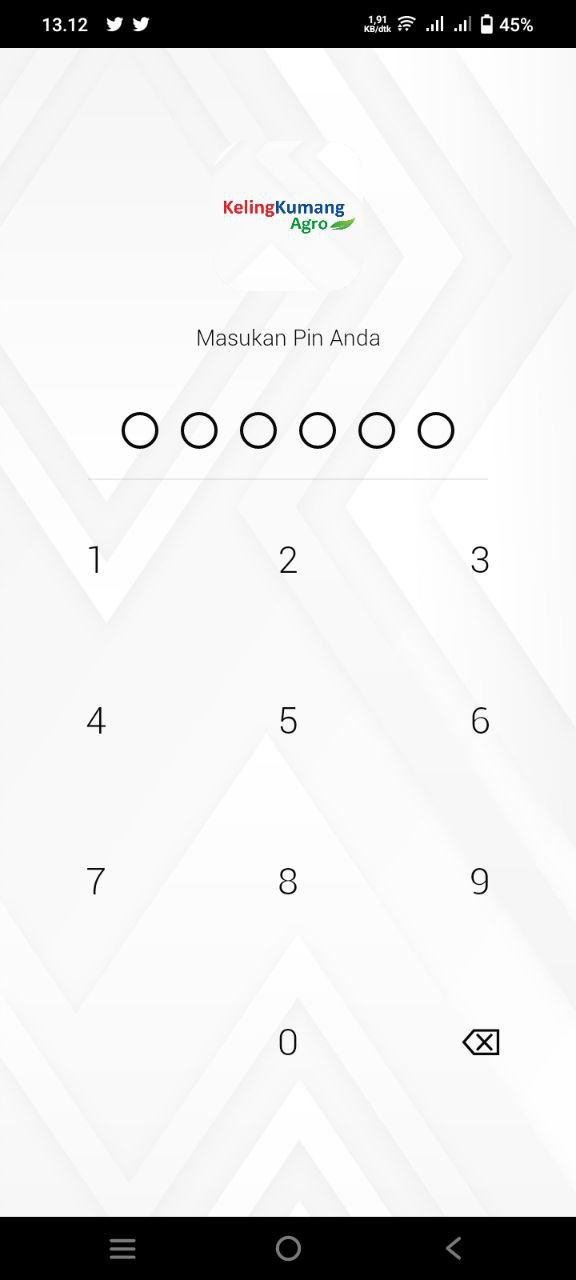 13.12 1,91 KB/dtk 45%
KelingKumang
Agro
Masukan Pin Anda
1 2 3
4 5 6
7 8 9
0